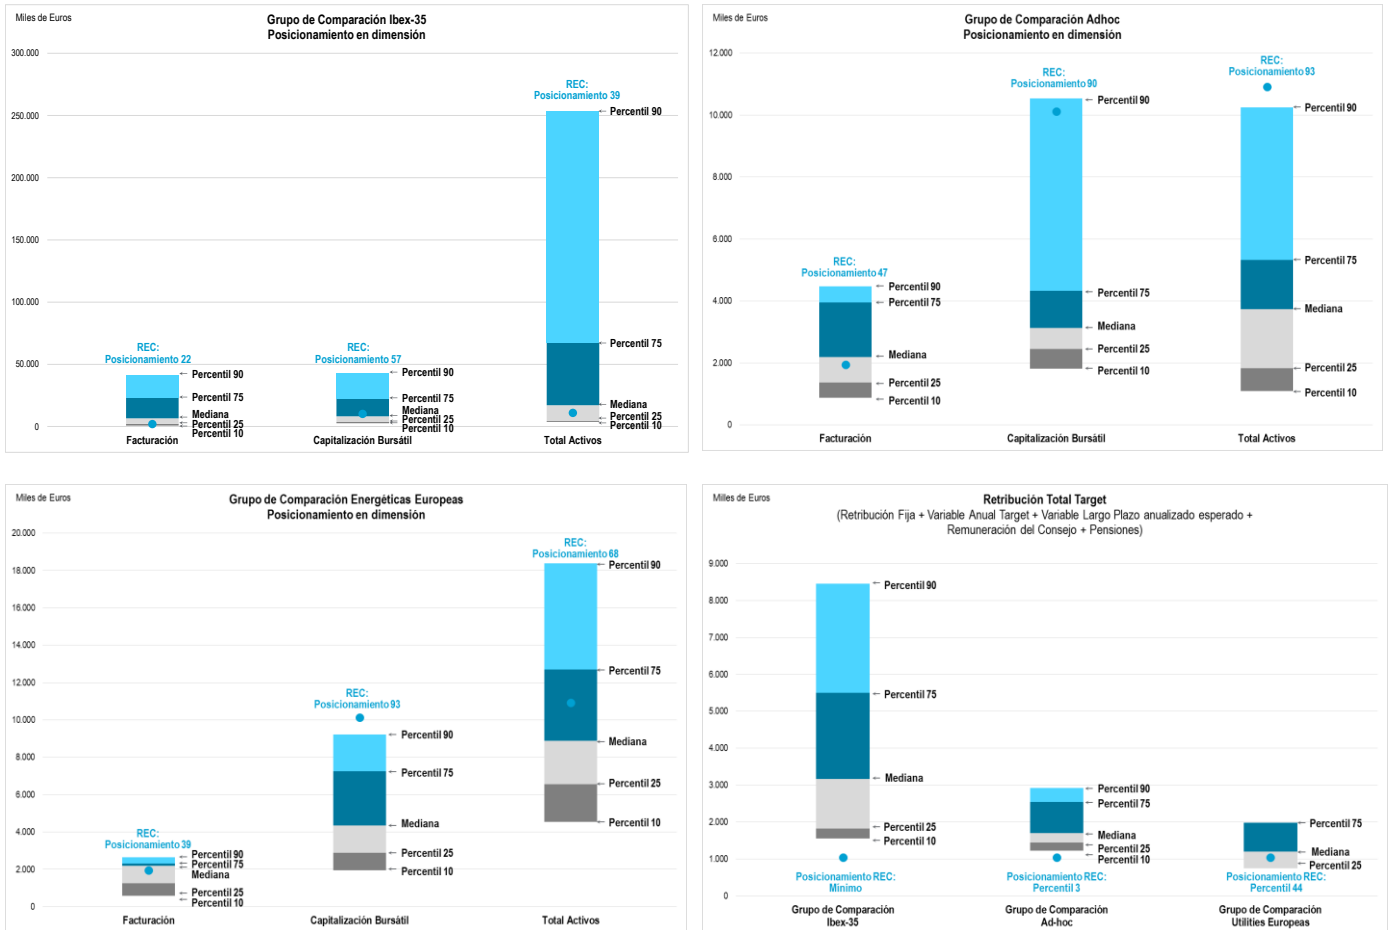 Miles de Euros
Grupo de Comparación Ibex-35
Posicionamiento en dimensión
300.000
250.000
200.000
150.000
100.000
50.000
0
REC:
Posicionamiento 22
Percentil 90
Percentil 75
Mediana
Percentil 25
Percentil 10
REC:
Posicionamiento 57
Percentil 90
Percentil 75
Mediana
Percentil 25
Percentil 10
REC:
Posicionamiento 39
Percentil 90
Percentil 75
Mediana
Percentil 25
Percentil 10
Facturación
Capitalización Bursátil
Total Activos
Miles de Euros
Grupo de Comparación Adhoc
Posicionamiento en dimensión
12.000
10.000
8.000
6.000
4.000
2.000
0
REC:
Posicionamiento 47
Percentil 90
Percentil 75
Mediana
Percentil 25
Percentil 10
REC:
Posicionamiento 90
Percentil 90
Percentil 75
Mediana
Percentil 25
Percentil 10
REC:
Posicionamiento 93
Percentil 90
Percentil 75
Mediana
Percentil 25
Percentil 10
Facturación
Capitalización Bursátil
Total Activos
Miles de Euros
Grupo de Comparación Energéticas Europeas
Posicionamiento en dimensión
20.000
18.000
16.000
14.000
12.000
10.000
8.000
6.000
4.000
2.000
0
REC:
Posicionamiento 39
Percentil 90
Percentil 75
Mediana
Percentil 25
Percentil 10
REC:
Posicionamiento 93
Percentil 90
Percentil 75
Mediana
Percentil 25
Percentil 10
REC:
Posicionamiento 68
Percentil 90
Percentil 75
Mediana
Percentil 25
Percentil 10
Facturación
Capitalización Bursátil
Total Activos
Miles de Euros
Retribución Total Target
(Retribución Fija + Variable Anual Target + Variable Largo Plazo anualizado esperado +
Remuneración del Consejo + Pensiones)
9.000
8.000
7.000
6.000
5.000
4.000
3.000
2.000
1.000
0
Percentil 90
Percentil 75
Mediana
Percentil 25
Percentil 10
Posicionamiento REC:
Minimo
Percentil 90
Percentil 75
Mediana
Percentil 25
Percentil 10
Posicionamiento REC:
Percentil 3
Percentil 75
Mediana
Percentil 25
Posicionamiento REC:
Percentil 44
Grupo de Comparación
Ibex-35
Grupo de Comparación
Ad-hoc
Grupo de Comparación
Utilities Europeas